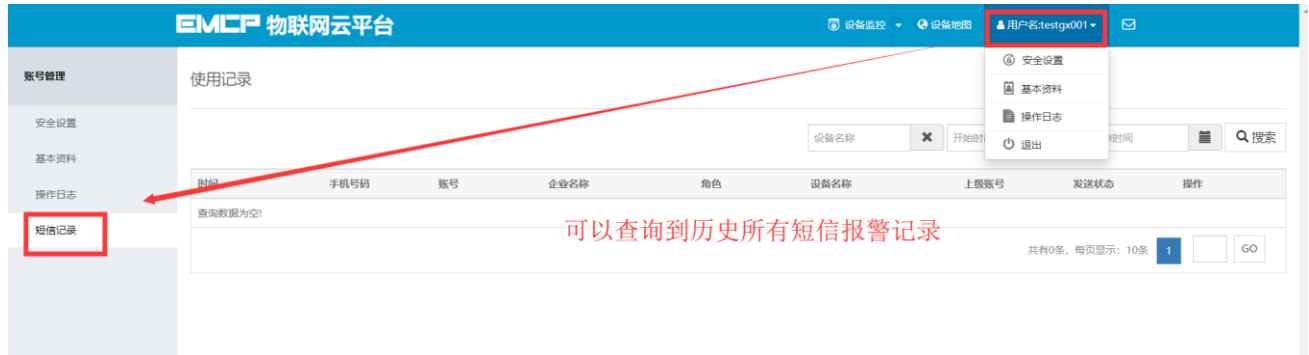 EMCP 物联网云平台
设备监控
设备地图
用户名:testgx001
安全设置
基本资料
操作日志
退出
账号管理
安全设置
基本资料
操作日志
短信记录
使用记录
设备名称
开始时
时间
搜索
时间 手机号码 账号 企业名称 角色 设备名称 上级账号 发送状态 操作
查询数据为空!
可以查询到历史所有短信报警记录
共有0条，每页显示：10条 1 GO